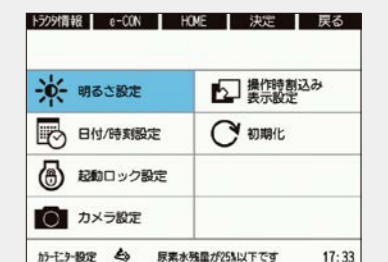 ﾄﾗｸﾀ情報 e-CON HOME 決定 戻る
明るさ設定
操作時割込み
表示設定
日付/時刻設定
初期化
起動ロック設定
カメラ設定
ｶﾗｰﾓﾆﾀｰ設定 尿素水残量が25%以下です 17:33